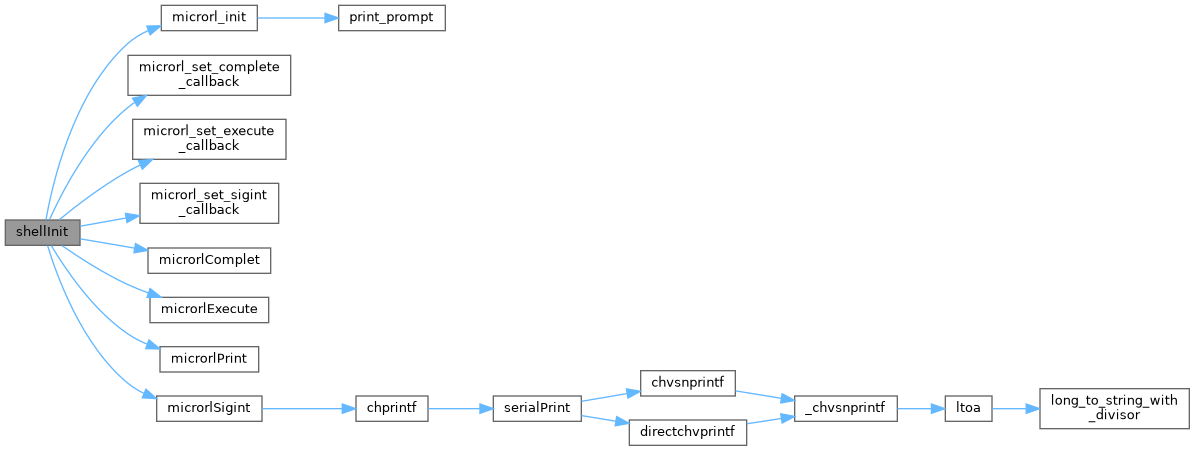 microrl_init
print_prompt
microrl_set_complete
_callback
microrl_set_execute
_callback
microrl_set_sigint
_callback
shellInit
microrlComplet
microrlExecute
microrlPrint
microrlSigint
chprintf
serialPrint
chvsnprintf
directchvprintf
_chvsnprintf
ltoa
long_to_string_with
_divisor